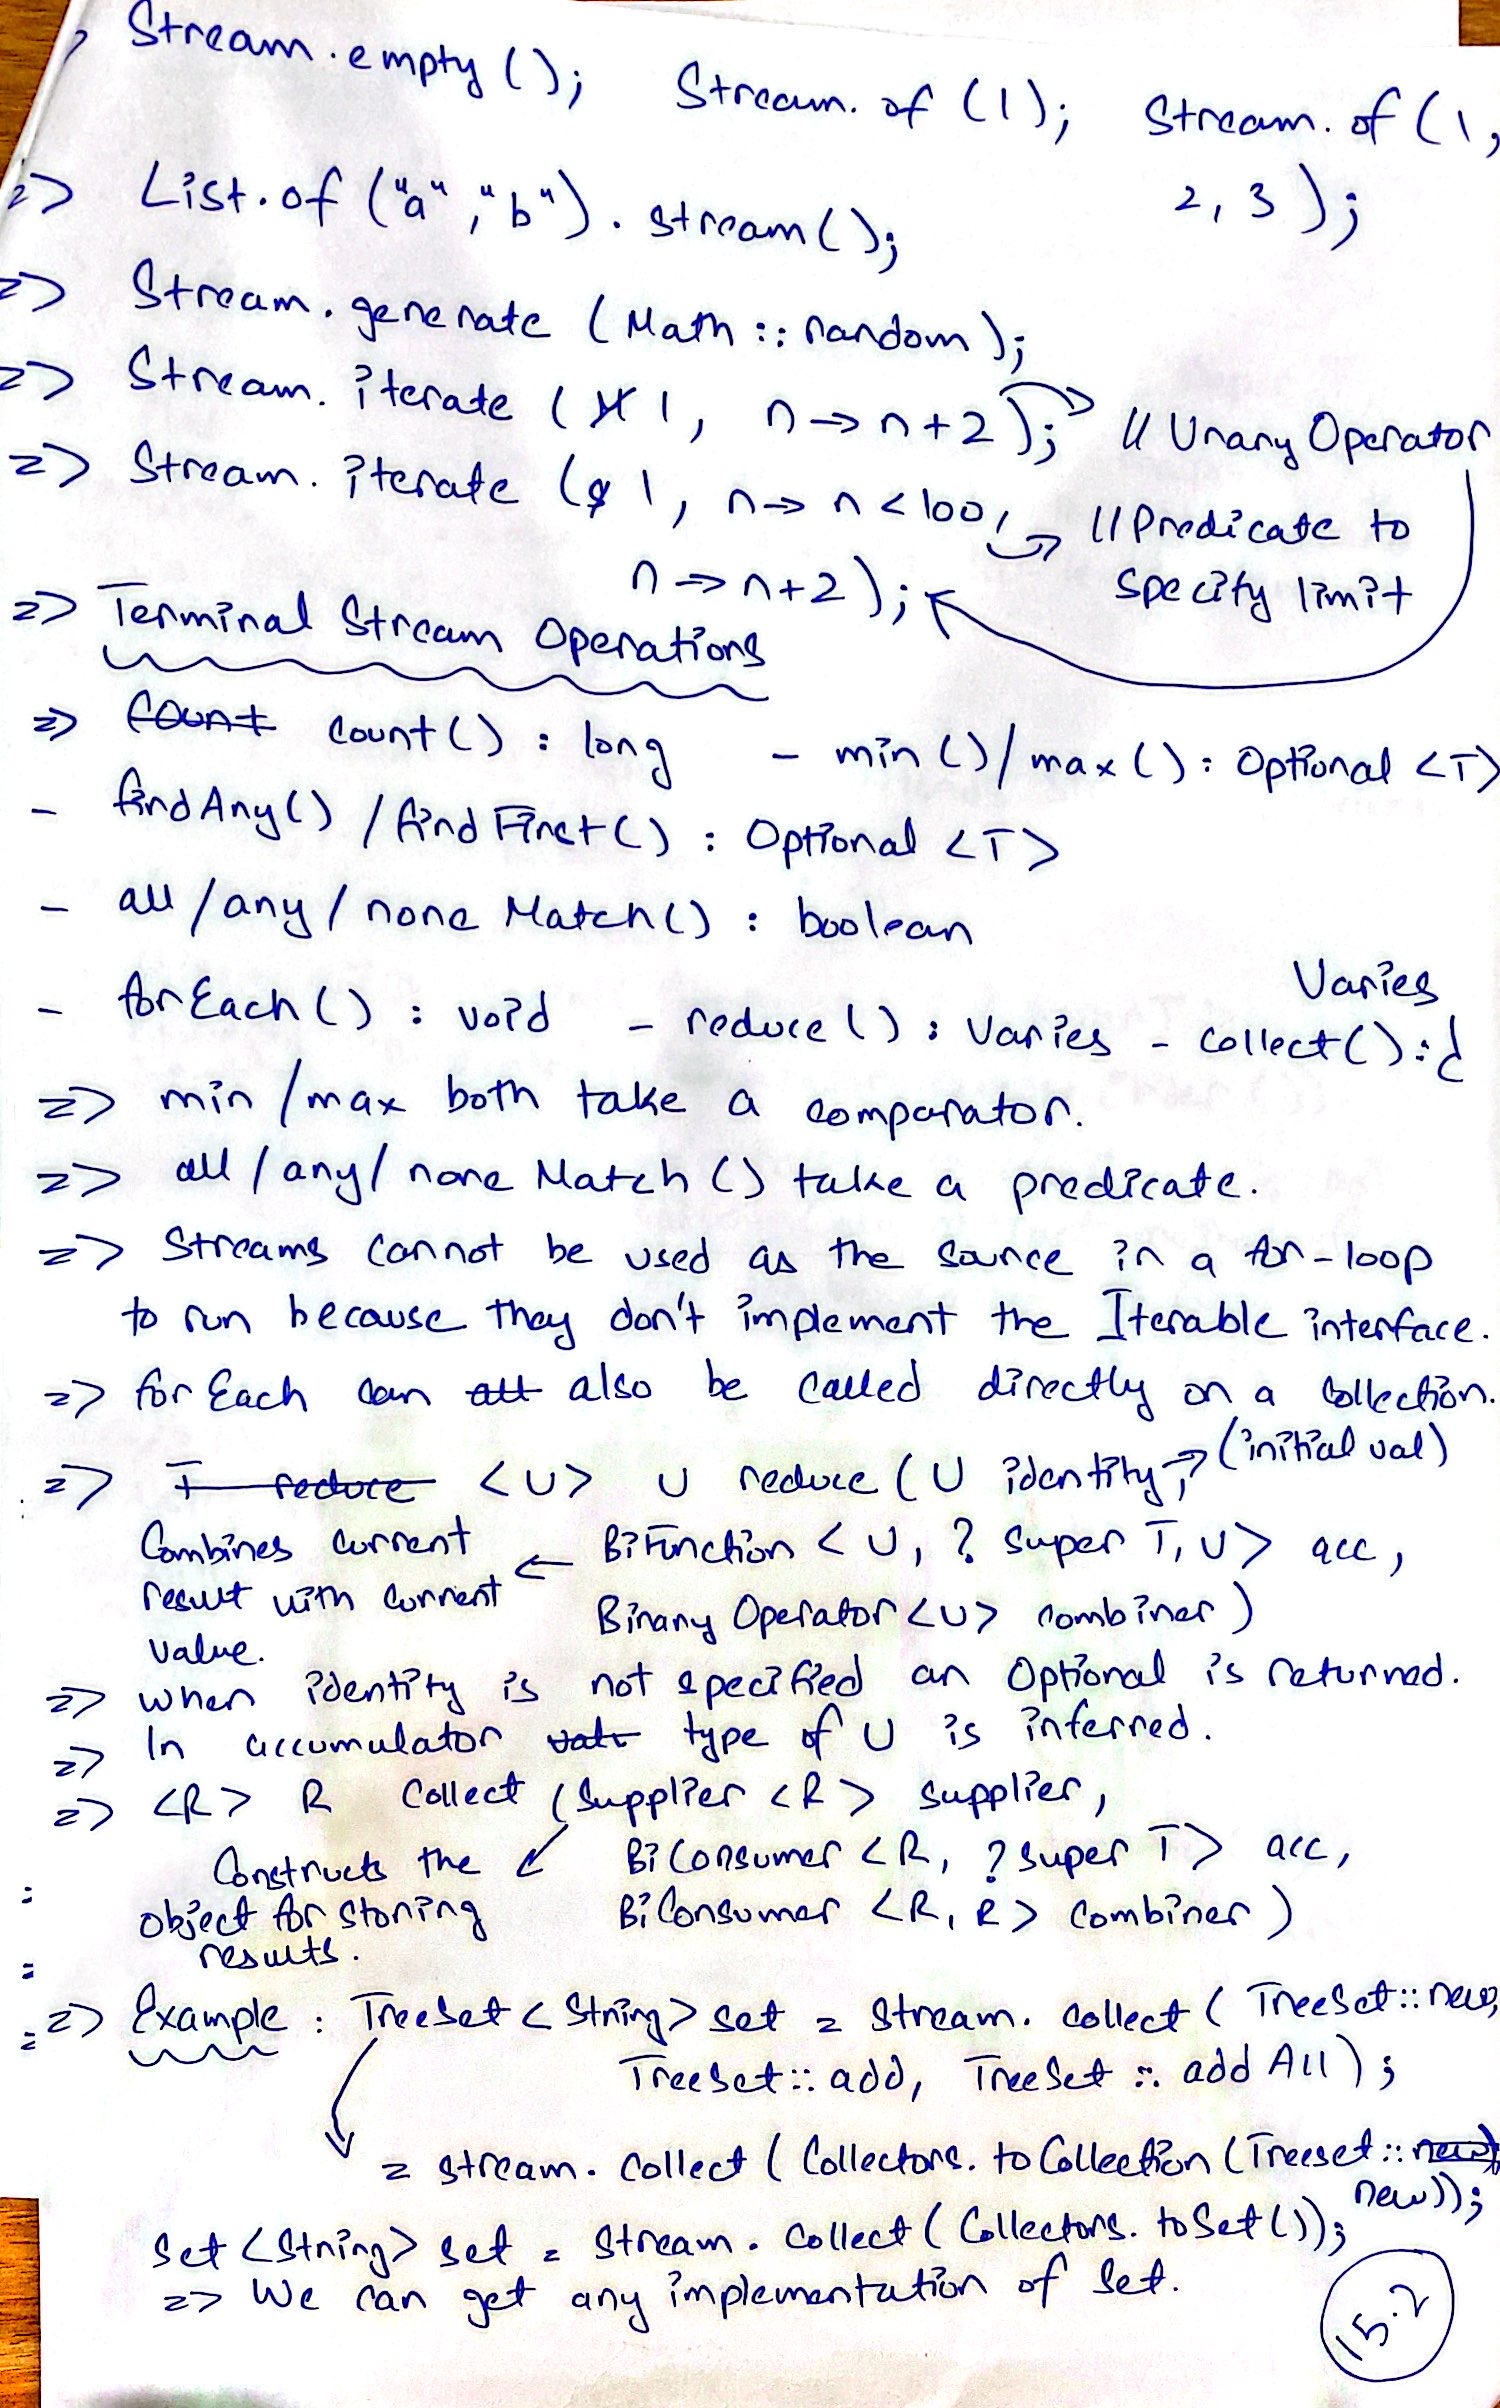 Stream.empty(); Stream.of(1); Stream.of(1,
2, 3);
=> List.of("a", "b").stream();
=> Stream.generate(Math::random);
=> Stream.iterate(1, n->n+2); // Unary Operator
=> Stream.iterate(1, n-> n<100, // Predicate to
specify limit
n->n+2);
=> Terminal Stream Operations
=> count count() : long - min()/max(): Optional <T>
- findAny() / findFirst() : Optional <T>
- all/any/none Match() : boolean
Varies
- forEach() : void - reduce() : Varies - collect():
=> min/max both take a comparator.
=> all/any/none Match() take a predicate.
=> Streams cannot be used as the source in a for-loop
to run because they don't implement the Iterable interface.
=> forEach can all also be called directly on a collection.
=> T reduce <U> U reduce (U identity, (initial val)
Combines current <- BiFunction <U, ? super T, U> acc,
result with current Binary Operator <U> combiner)
value.
=> when identity is not specified an Optional is returned.
=> In accumulator type of U is inferred.
=> <R> R collect (Supplier <R> supplier,
Constructs the BiConsumer <R, ? super T> acc,
object for storing BiConsumer <R, R> combiner)
results.
=> Example : TreeSet <String> set = stream.collect(TreeSet::new,
TreeSet::add, TreeSet::addAll);
= stream.collect(Collectors.toCollection(Treeset::new)
new));
Set <String> set = stream.collect(Collectors.toSet());
=> We can get any implementation of Set.
15.2